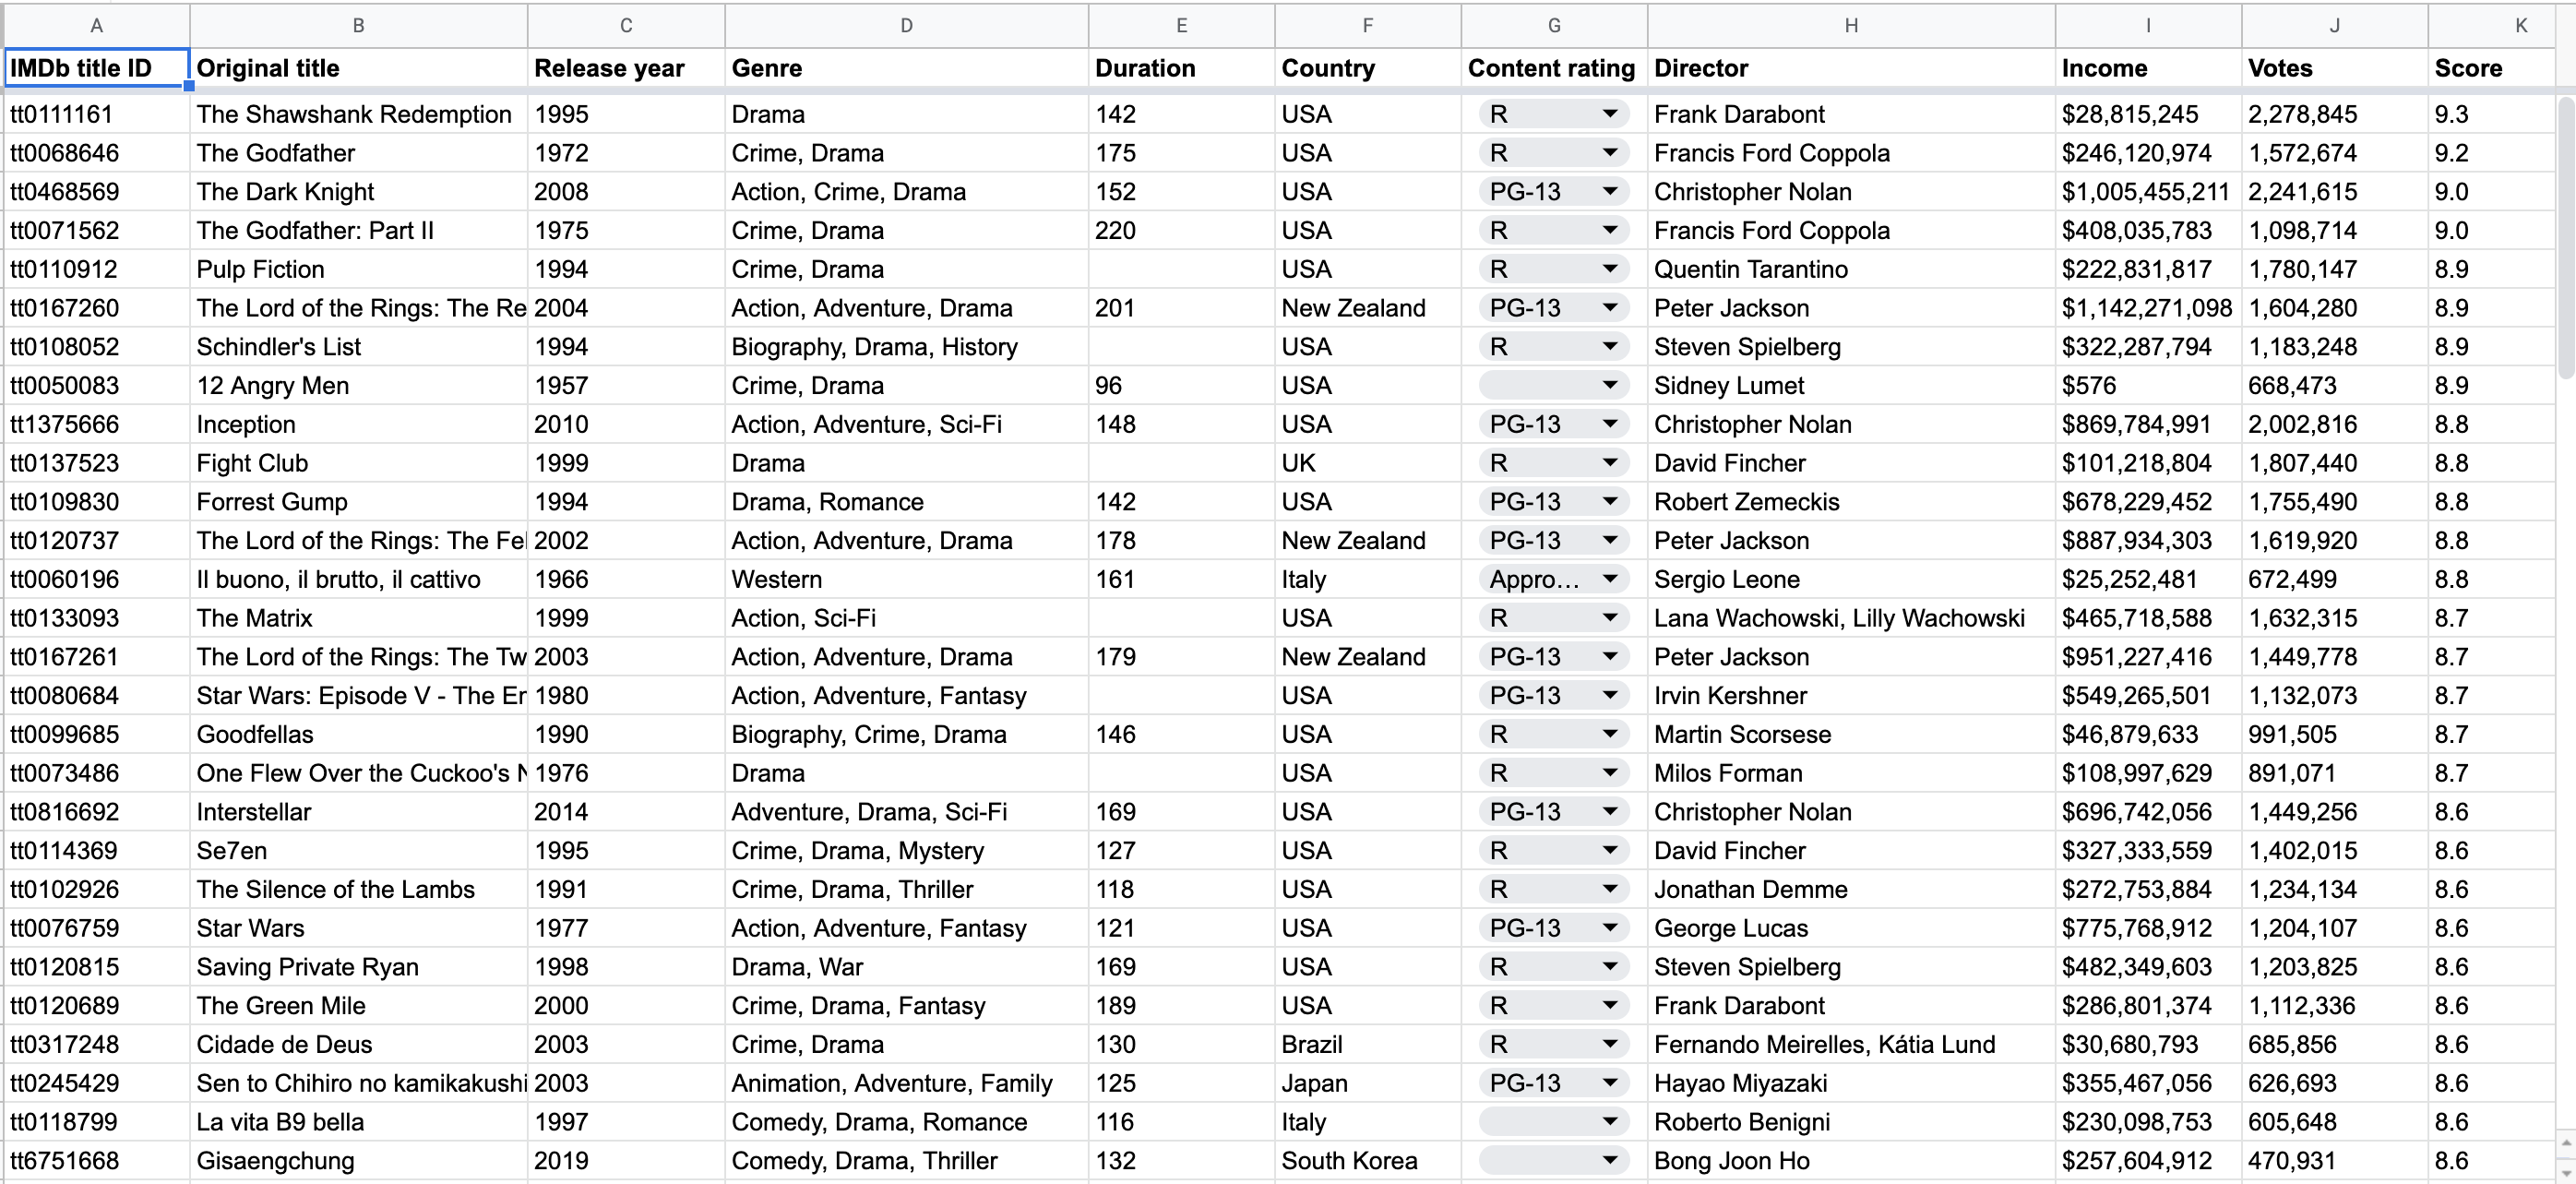 A B C D E F G H I J K
IMDb title ID Original title Release year Genre Duration Country Content rating Director Income Votes Score
tt0111161 The Shawshank Redemption 1995 Drama 142 USA R Frank Darabont $28,815,245 2,278,845 9.3
tt0068646 The Godfather 1972 Crime, Drama 175 USA R Francis Ford Coppola $246,120,974 1,572,674 9.2
tt0468569 The Dark Knight 2008 Action, Crime, Drama 152 USA PG-13 Christopher Nolan $1,005,455,211 2,241,615 9.0
tt0071562 The Godfather: Part II 1975 Crime, Drama 220 USA R Francis Ford Coppola $408,035,783 1,098,714 9.0
tt0110912 Pulp Fiction 1994 Crime, Drama USA R Quentin Tarantino $222,831,817 1,780,147 8.9
tt0167260 The Lord of the Rings: The Re 2004 Action, Adventure, Drama 201 New Zealand PG-13 Peter Jackson $1,142,271,098 1,604,280 8.9
tt0108052 Schindler's List 1994 Biography, Drama, History USA R Steven Spielberg $322,287,794 1,183,248 8.9
tt0050083 12 Angry Men 1957 Crime, Drama 96 USA Sidney Lumet $576 668,473 8.9
tt1375666 Inception 2010 Action, Adventure, Sci-Fi 148 USA PG-13 Christopher Nolan $869,784,991 2,002,816 8.8
tt0137523 Fight Club 1999 Drama UK R David Fincher $101,218,804 1,807,440 8.8
tt0109830 Forrest Gump 1994 Drama, Romance 142 USA PG-13 Robert Zemeckis $678,229,452 1,755,490 8.8
tt0120737 The Lord of the Rings: The Fel 2002 Action, Adventure, Drama 178 New Zealand PG-13 Peter Jackson $887,934,303 1,619,920 8.8
tt0060196 Il buono, il brutto, il cattivo 1966 Western 161 Italy Appro... Sergio Leone $25,252,481 672,499 8.8
tt0133093 The Matrix 1999 Action, Sci-Fi USA R Lana Wachowski, Lilly Wachowski $465,718,588 1,632,315 8.7
tt0167261 The Lord of the Rings: The Tw 2003 Action, Adventure, Drama 179 New Zealand PG-13 Peter Jackson $951,227,416 1,449,778 8.7
tt0080684 Star Wars: Episode V - The Em 1980 Action, Adventure, Fantasy USA PG-13 Irvin Kershner $549,265,501 1,132,073 8.7
tt0099685 Goodfellas 1990 Biography, Crime, Drama 146 USA R Martin Scorsese $46,879,633 991,505 8.7
tt0073486 One Flew Over the Cuckoo's N 1976 Drama USA R Milos Forman $108,997,629 891,071 8.7
tt0816692 Interstellar 2014 Adventure, Drama, Sci-Fi 169 USA PG-13 Christopher Nolan $696,742,056 1,449,256 8.6
tt0114369 Se7en 1995 Crime, Drama, Mystery 127 USA R David Fincher $327,333,559 1,402,015 8.6
tt0102926 The Silence of the Lambs 1991 Crime, Drama, Thriller 118 USA R Jonathan Demme $272,753,884 1,234,134 8.6
tt0076759 Star Wars 1977 Action, Adventure, Fantasy 121 USA PG-13 George Lucas $775,768,912 1,204,107 8.6
tt0120815 Saving Private Ryan 1998 Drama, War 169 USA R Steven Spielberg $482,349,603 1,203,825 8.6
tt0120689 The Green Mile 2000 Crime, Drama, Fantasy 189 USA R Frank Darabont $286,801,374 1,112,336 8.6
tt0317248 Cidade de Deus 2003 Crime, Drama 130 Brazil R Fernando Meirelles, Kátia Lund $30,680,793 685,856 8.6
tt0245429 Sen to Chihiro no kamikakushi 2003 Animation, Adventure, Family 125 Japan PG-13 Hayao Miyazaki $355,467,056 626,693 8.6
tt0118799 La vita B9 bella 1997 Comedy, Drama, Romance 116 Italy Roberto Benigni $230,098,753 605,648 8.6
tt6751668 Gisaengchung 2019 Comedy, Drama, Thriller 132 South Korea Bong Joon Ho $257,604,912 470,931 8.6